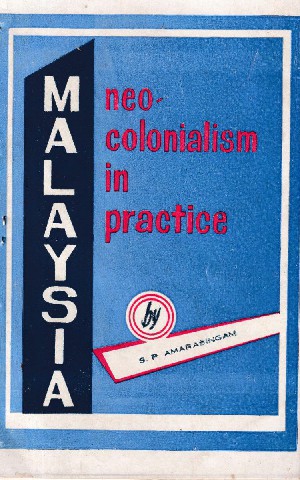 MALAYSIA
neo-
colonialism
in
practice
by
S. P. AMARASINGAM